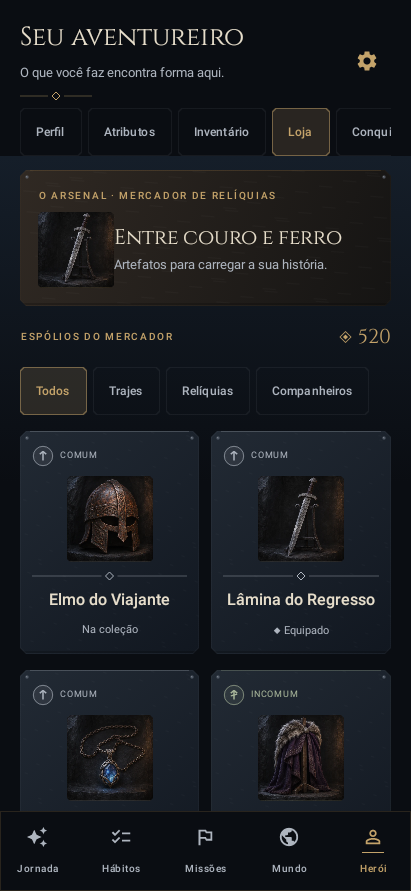 Seu aventureiro
O que você faz encontra forma aqui.
Perfil
Atributos
Inventário
Loja
Conqui
O ARSENAL · MERCADOR DE RELÍQUIAS
Entre couro e ferro
Artefatos para carregar a sua história.
ESPÓLIOS DO MERCADOR
520
Todos
Trajes
Relíquias
Companheiros
COMUM
COMUM
Elmo do Viajante
Lâmina do Regresso
Na coleção
Equipado
COMUM
INCOMUM
Jornada
Hábitos
Missões
Mundo
Herói